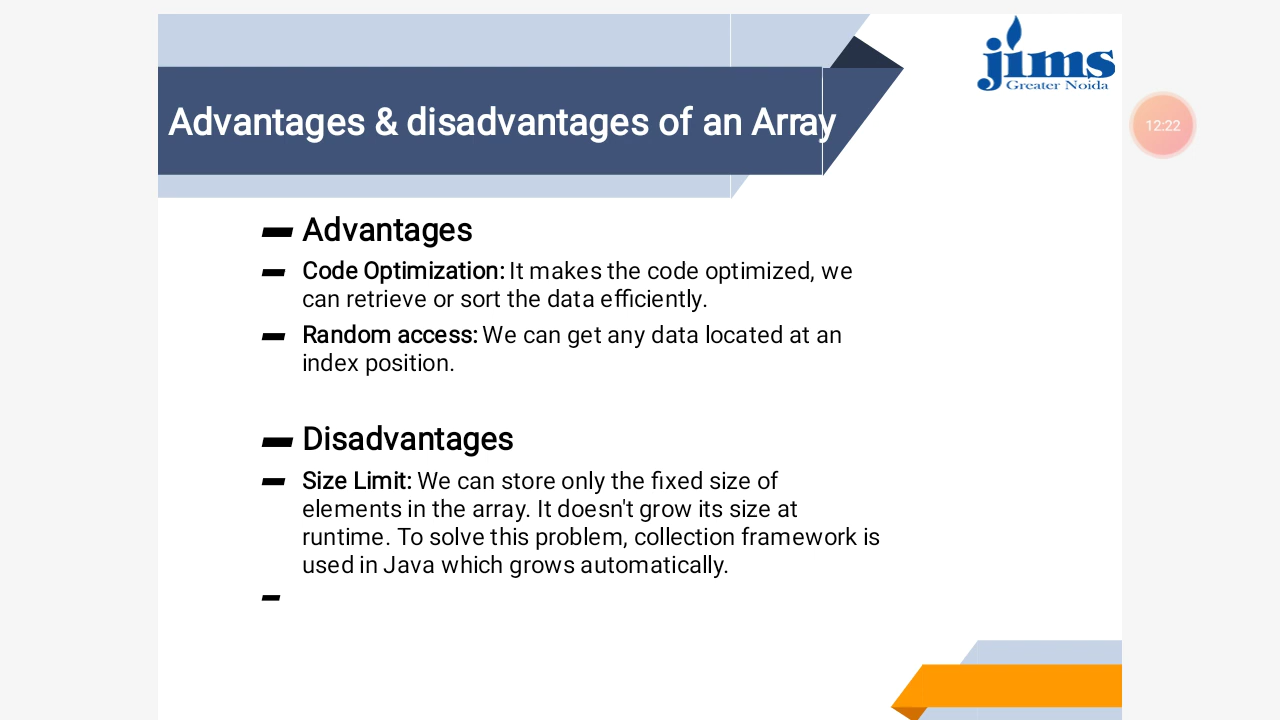 jims
Greater Noida
Advantages & disadvantages of an Array
12:22
Advantages
Code Optimization: It makes the code optimized, we
can retrieve or sort the data efficiently.
Random access: We can get any data located at an
index position.
Disadvantages
Size Limit: We can store only the fixed size of
elements in the array. It doesn't grow its size at
runtime. To solve this problem, collection framework is
used in Java which grows automatically.